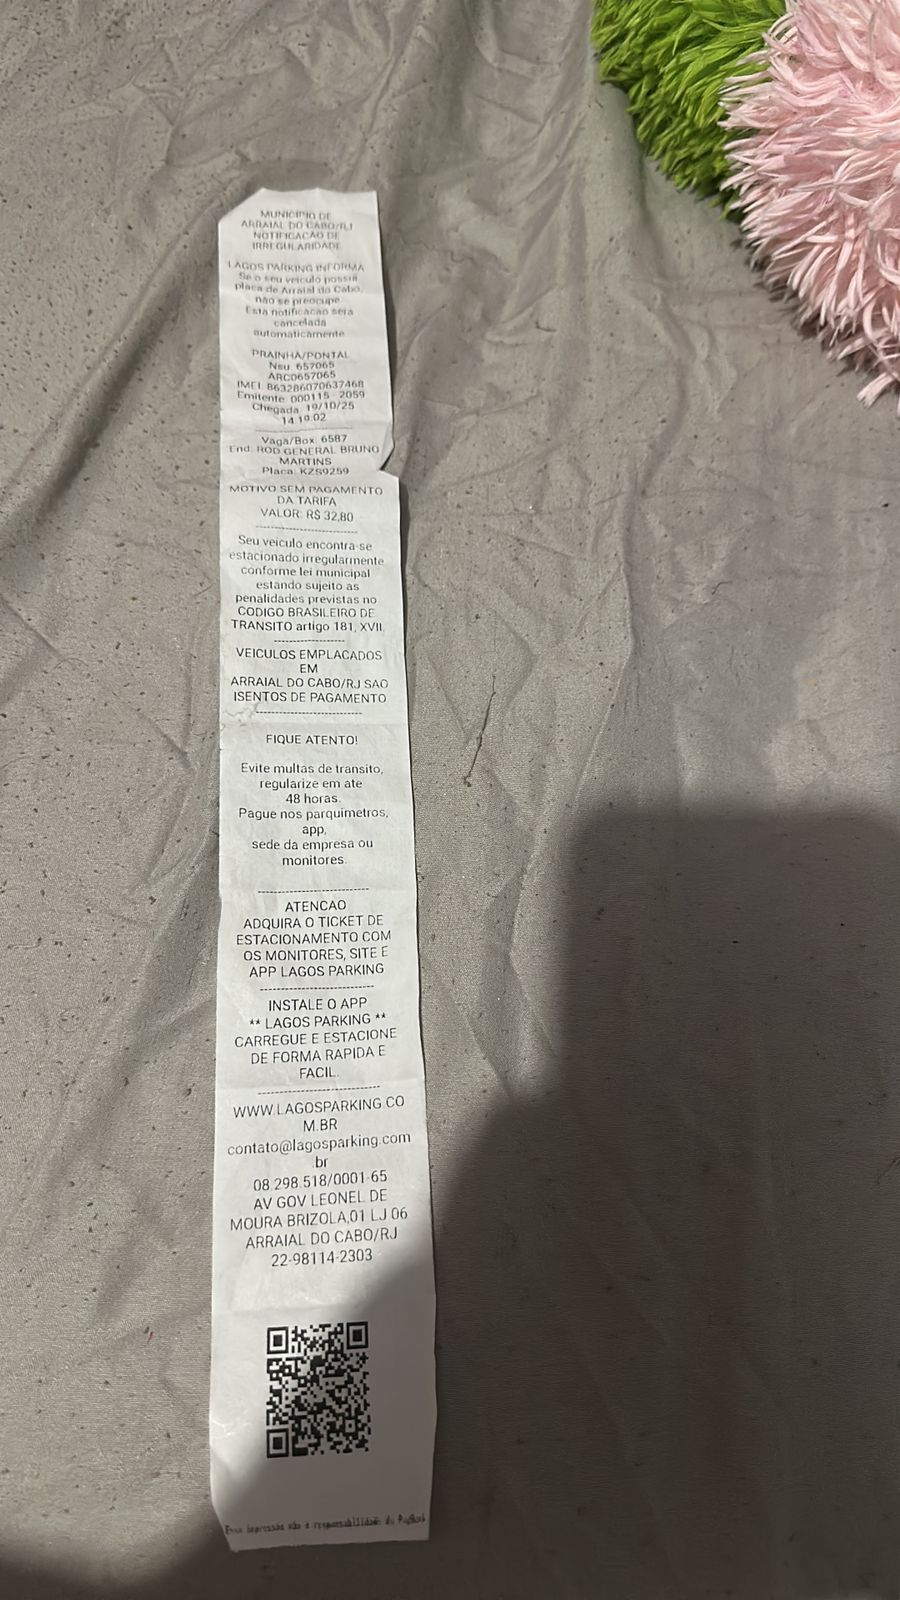 MUNICIPIO DE
ARRAIAL DO CABO/RJ
NOTIFICACAO DE
IRREGULARIDADE
LAGOS PARKING INFORMA
Se o seu veiculo possui
placa de Arraial do Cabo,
não se preocupe.
Esta notificacao sera
cancelada
automaticamente.
PRAINHA/PONTAL
Nsu: 657065
ARC0657065
IMEI: 863286070637468
Emitente: 000115 - 2059
Chegada: 19/10/25
14:19:02
Vaga/Box: 6587
End: ROD GENERAL BRUNO
MARTINS
Placa: KZS9259
MOTIVO:SEM PAGAMENTO
DA TARIFA
VALOR: R$ 32,80
Seu veiculo encontra-se
estacionado irregularmente
conforme lei municipal
estando sujeito as
penalidades previstas no
CODIGO BRASILEIRO DE
TRANSITO artigo 181, XVII.
VEICULOS EMPLACADOS
EM
ARRAIAL DO CABO/RJ SAO
ISENTOS DE PAGAMENTO
FIQUE ATENTO!
Evite multas de transito,
regularize em ate
48 horas.
Pague nos parquimetros,
app,
sede da empresa ou
monitores.
ATENCAO
ADQUIRA O TICKET DE
ESTACIONAMENTO COM
OS MONITORES, SITE E
APP LAGOS PARKING
INSTALE O APP
** LAGOS PARKING **
CARREGUE E ESTACIONE
DE FORMA RAPIDA E
FACIL.
WWW.LAGOSPARKING.CO
M.BR
contato@lagosparking.com
.br
08.298.518/0001-65
AV GOV LEONEL DE
MOURA BRIZOLA,01 LJ 06
ARRAIAL DO CABO/RJ
22-98114-2303
Essa impressão não é responsabilidade do PagBank